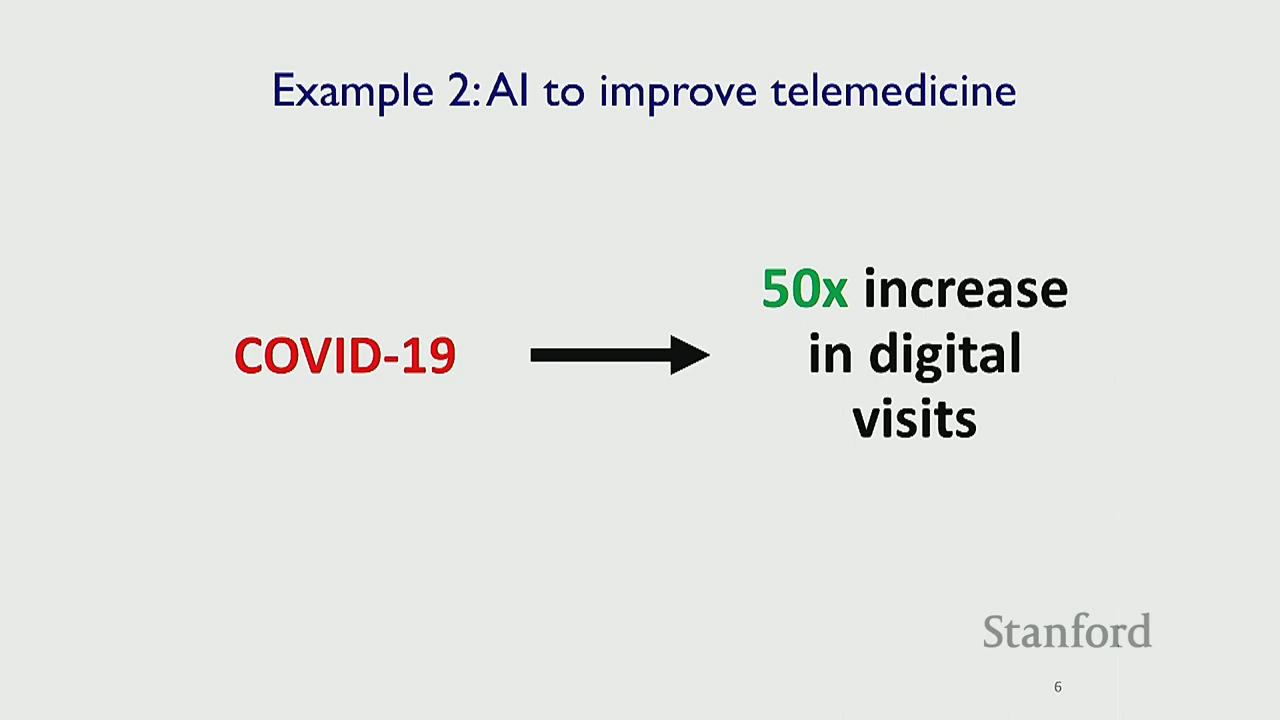 Example 2: AI to improve telemedicine
COVID-19
50x increase
in digital
visits
Stanford
6